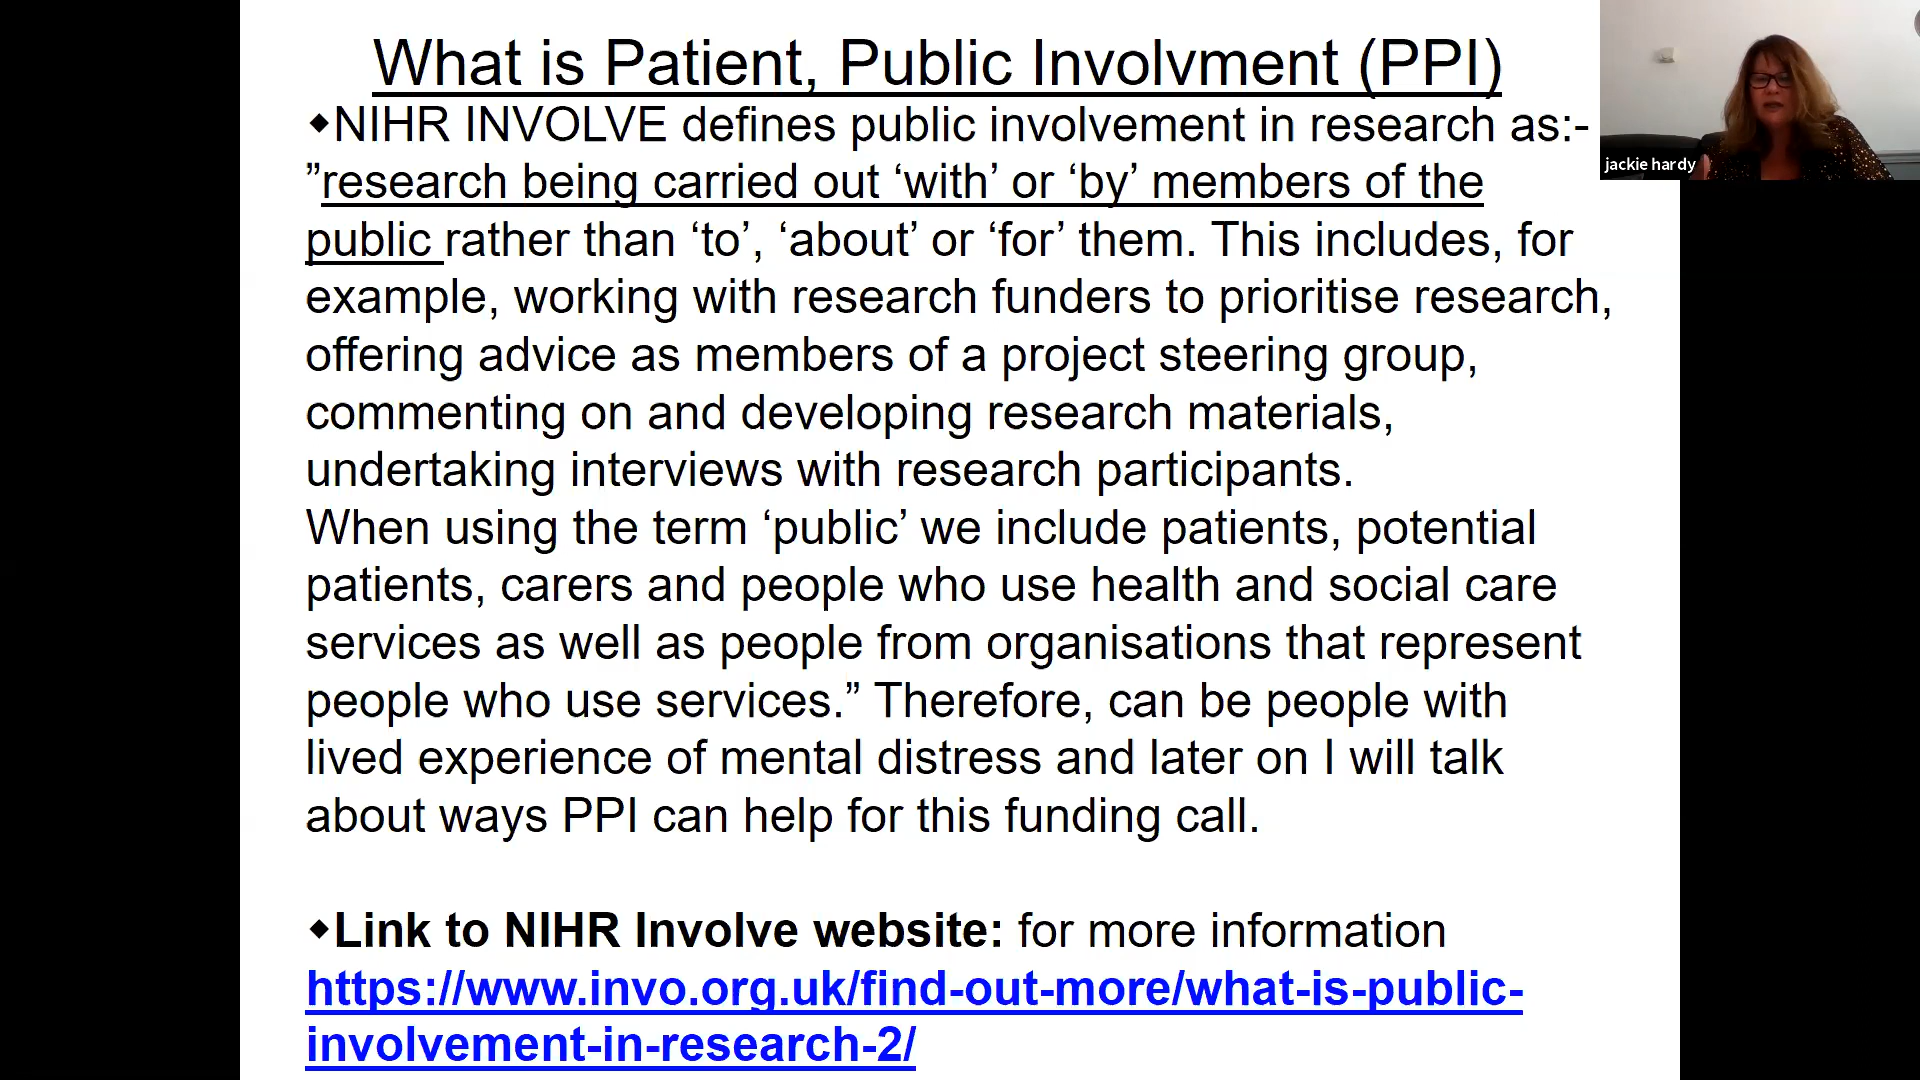 What is Patient, Public Involvment (PPI)
◆NIHR INVOLVE defines public involvement in research as:-
”research being carried out ‘with’ or ‘by’ members of the
public rather than ‘to’, ‘about’ or ‘for’ them. This includes, for
example, working with research funders to prioritise research,
offering advice as members of a project steering group,
commenting on and developing research materials,
undertaking interviews with research participants.
When using the term ‘public’ we include patients, potential
patients, carers and people who use health and social care
services as well as people from organisations that represent
people who use services.” Therefore, can be people with
lived experience of mental distress and later on I will talk
about ways PPI can help for this funding call.
◆Link to NIHR Involve website: for more information
https://www.invo.org.uk/find-out-more/what-is-public-
involvement-in-research-2/
jackie hardy